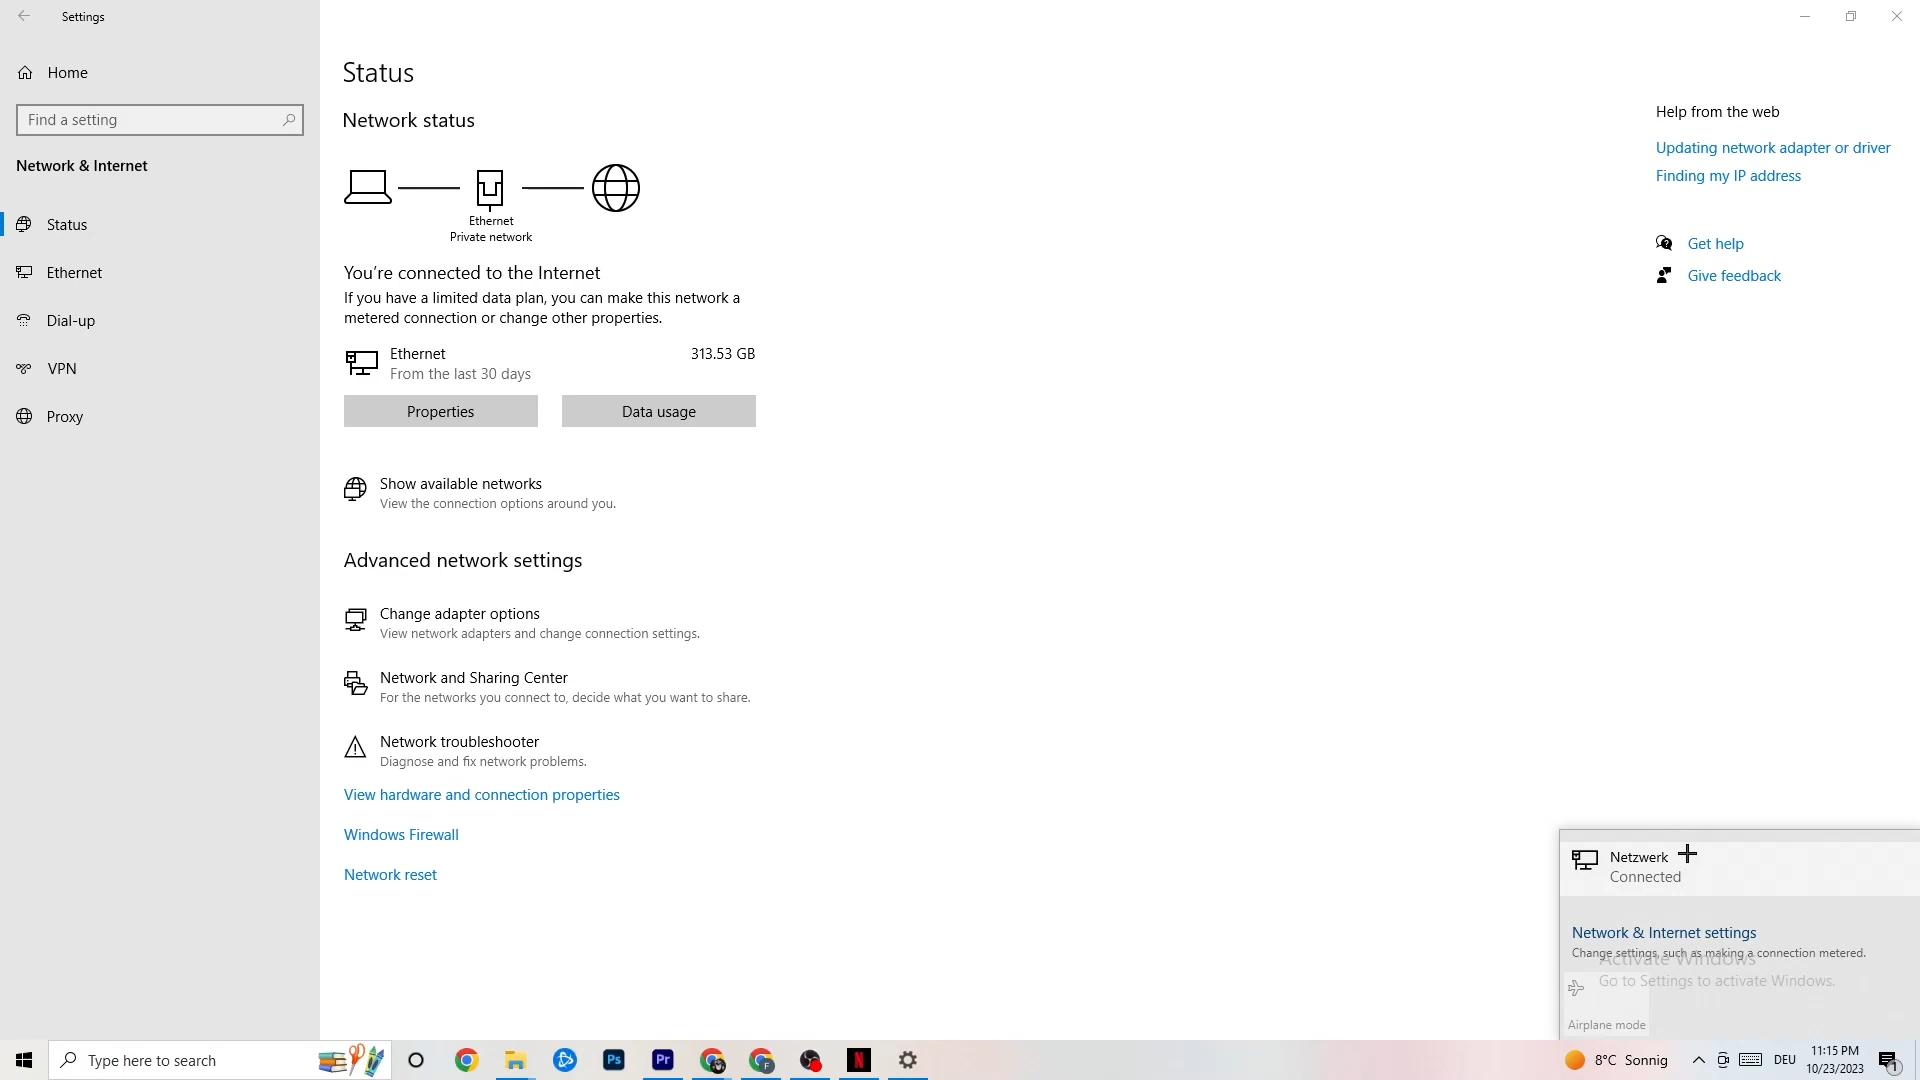 Settings
Home
Find a setting
Network & Internet
Status
Ethernet
Dial-up
VPN
Proxy
Status
Network status
Ethernet
Private network
You're connected to the Internet
If you have a limited data plan, you can make this network a
metered connection or change other properties.
Ethernet 313.53 GB
From the last 30 days
Properties Data usage
Show available networks
View the connection options around you.
Advanced network settings
Change adapter options
View network adapters and change connection settings.
Network and Sharing Center
For the networks you connect to, decide what you want to share.
Network troubleshooter
Diagnose and fix network problems.
View hardware and connection properties
Windows Firewall
Network reset
Help from the web
Updating network adapter or driver
Finding my IP address
Get help
Give feedback
Netzwerk
Connected
Network & Internet settings
Change settings, such as making a connection metered.
Activate Windows
Go to Settings to activate Windows.
Airplane mode
Type here to search
Ps
Pr
F
N
8°C Sonnig
DEU
11:15 PM
10/23/2023
1